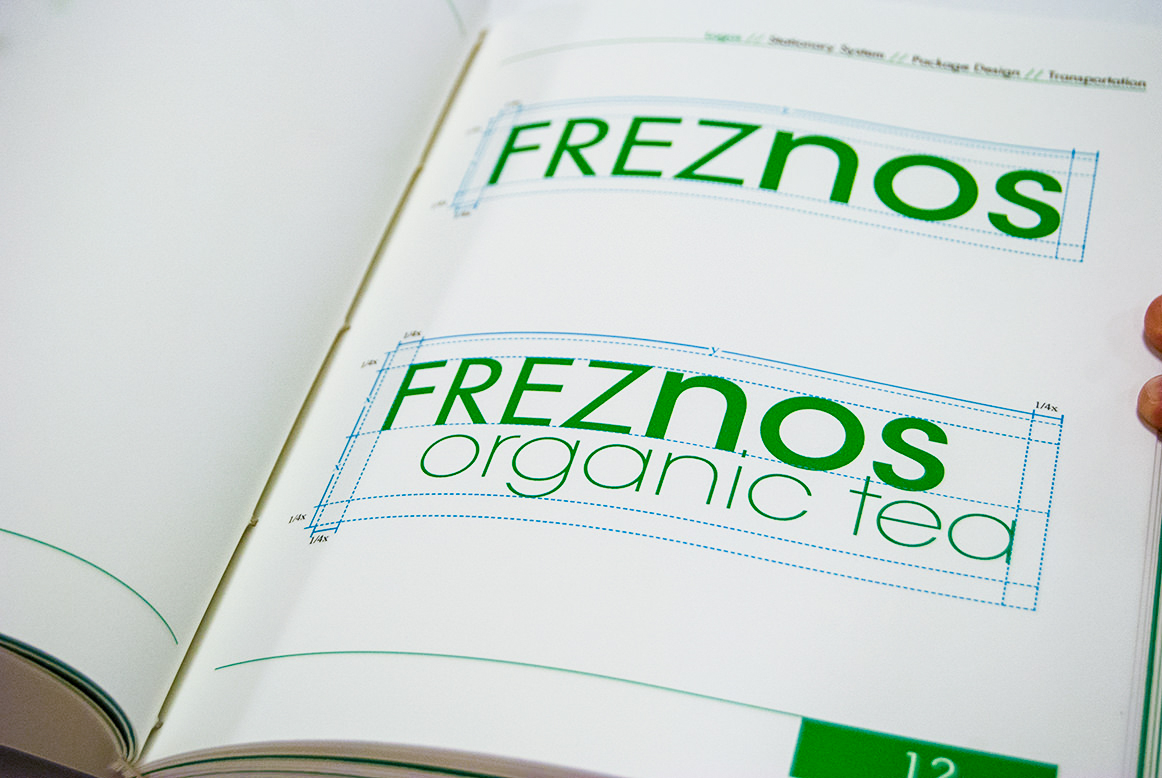 logos // Stationary System // Package Design // Transportation
x
FREZnos
1/4x
y
1/4x
1/4x
FREZnos
organic tea
1/4x
1/4x
12